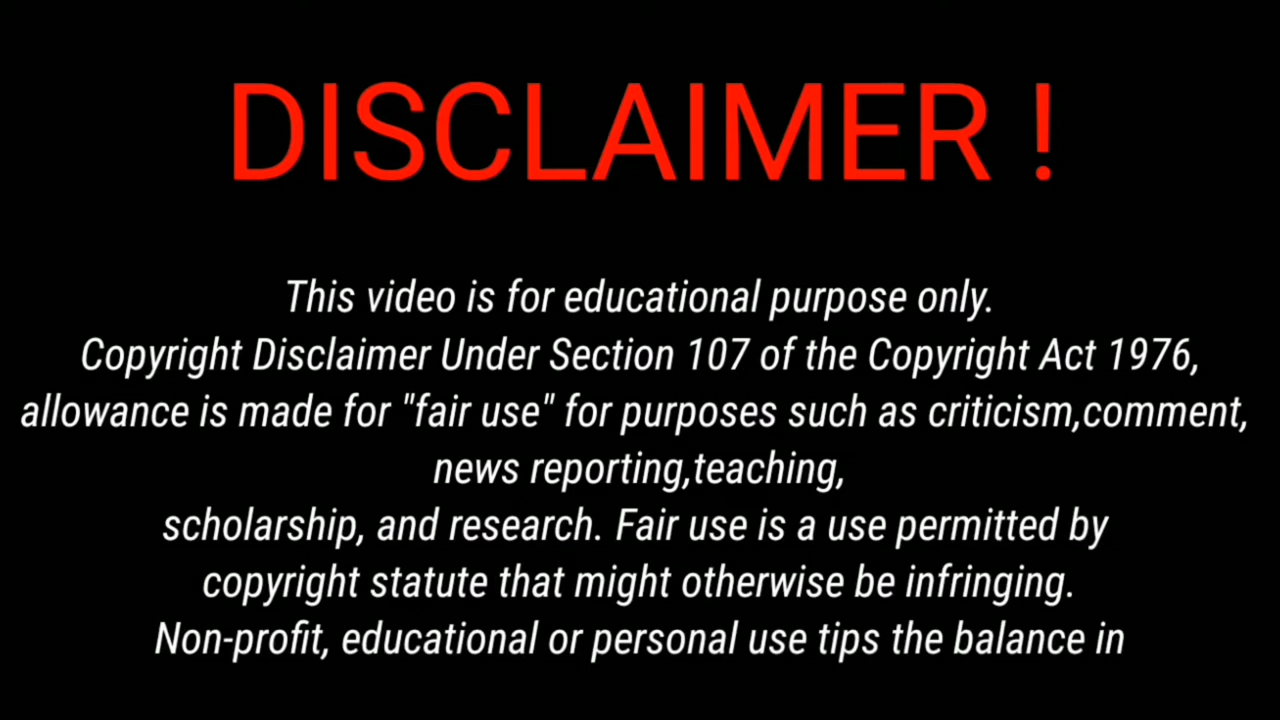 DISCLAIMER !
This video is for educational purpose only.
Copyright Disclaimer Under Section 107 of the Copyright Act 1976,
allowance is made for "fair use" for purposes such as criticism,comment,
news reporting,teaching,
scholarship, and research. Fair use is a use permitted by
copyright statute that might otherwise be infringing.
Non-profit, educational or personal use tips the balance in